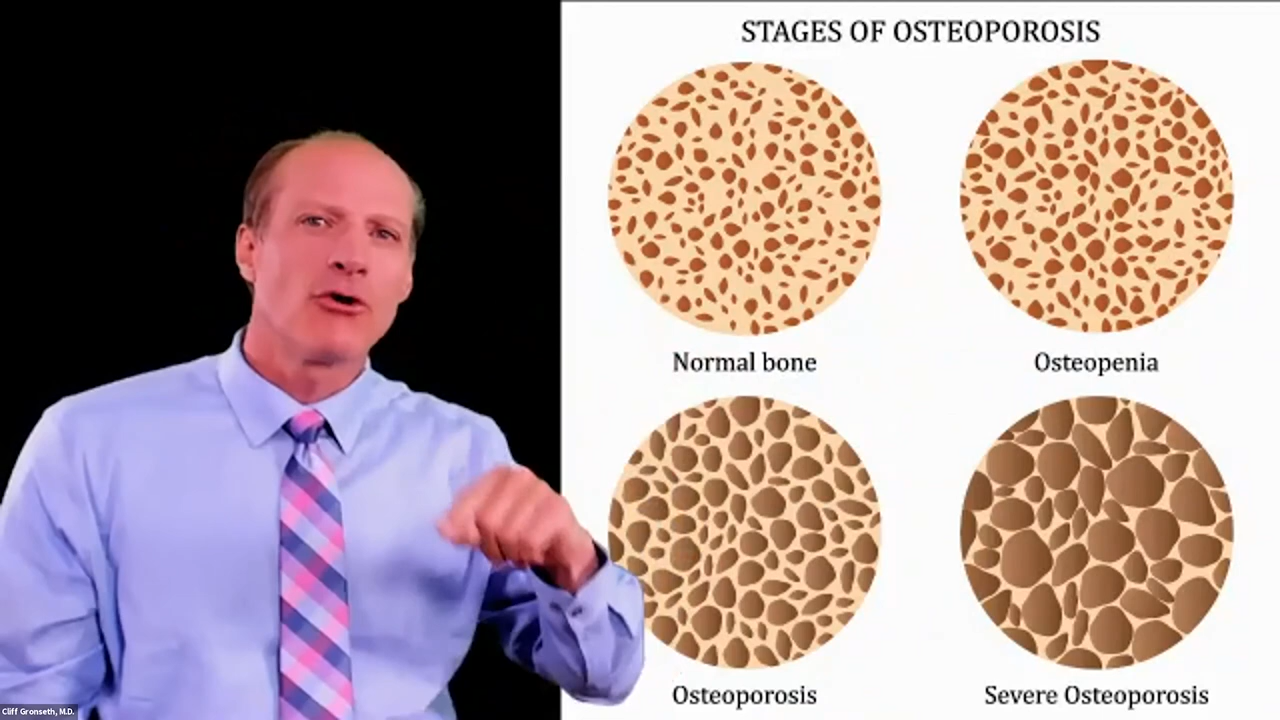 STAGES OF OSTEOPOROSIS
Normal bone
Osteopenia
Osteoporosis
Severe Osteoporosis
Cliff Gronseth, M.D.